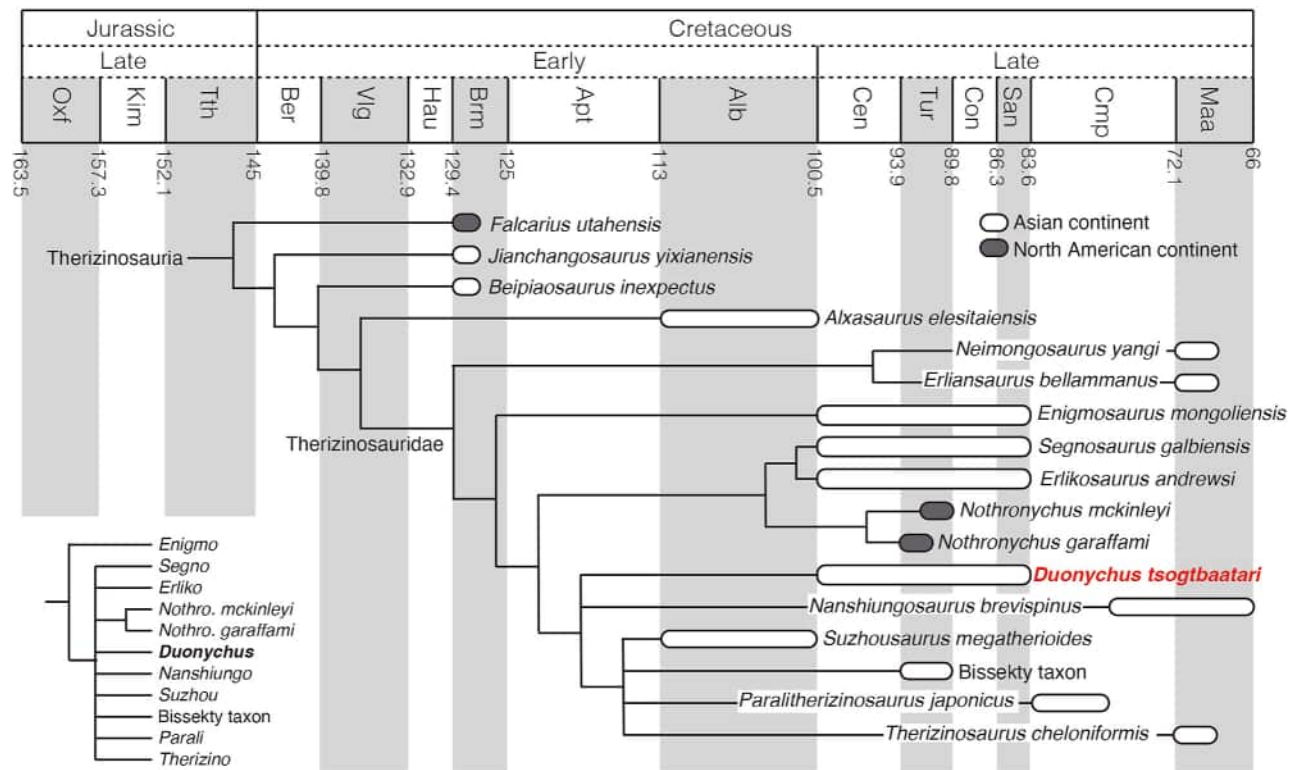 Jurassic Cretaceous
Late Early Late
Oxf Kim Tth Ber Vlg Hau Brm Apt Alb Cen Tur Con San Cmp Maa
163.5 157.3 152.1 145 139.8 132.9 129.4 125 113 100.5 93.9 89.8 86.3 83.6 72.1 66
Falcarius utahensis
Asian continent
North American continent
Therizinosauria
Jianchangosaurus yixianensis
Beipiaosaurus inexpectus
Alxasaurus elesitaiensis
Neimongosaurus yangi
Erliansaurus bellammanus
Enigmosaurus mongoliensis
Therizinosauridae
Segnosaurus galbiensis
Erlikosaurus andrewsi
Nothronychus mckinleyi
Nothronychus garaffami
Duonychus tsogtbaatari
Nanshiungosaurus brevispinus
Suzhousaurus megatherioides
Bissekty taxon
Paralitherizinosaurus japonicus
Therizinosaurus cheloniformis
Enigmo
Segno
Erliko
Nothro. mckinleyi
Nothro. garaffami
Duonychus
Nanshiungo
Suzhou
Bissekty taxon
Parali
Therizino